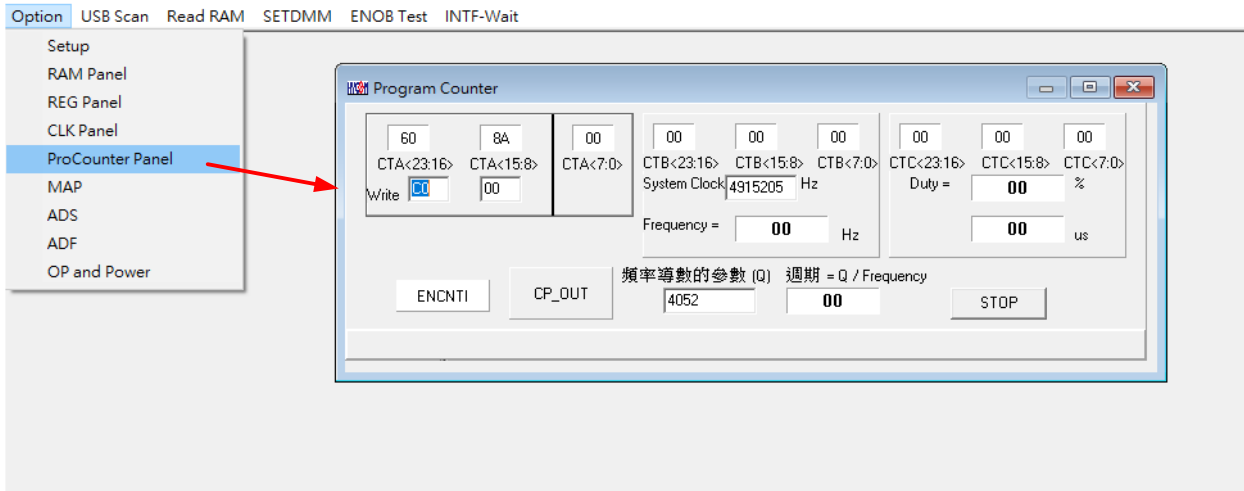 Option USB Scan Read RAM SETDMM ENOB Test INTF-Wait
Setup
RAM Panel
REG Panel
CLK Panel
ProCounter Panel
MAP
ADS
ADF
OP and Power
Program Counter
60 8A 00 00 00 00 00 00 00
CTA<23:16> CTA<15:8> CTA<7:0> CTB<23:16> CTB<15:8> CTB<7:0> CTC<23:16> CTC<15:8> CTC<7:0>
Write C0 00 System Clock 4915205 Hz Duty = 00 %
Frequency = 00 Hz 00 us
頻率導數的參數 (Q) 週期 = Q / Frequency
ENCNTI CP_OUT 4052 00 STOP